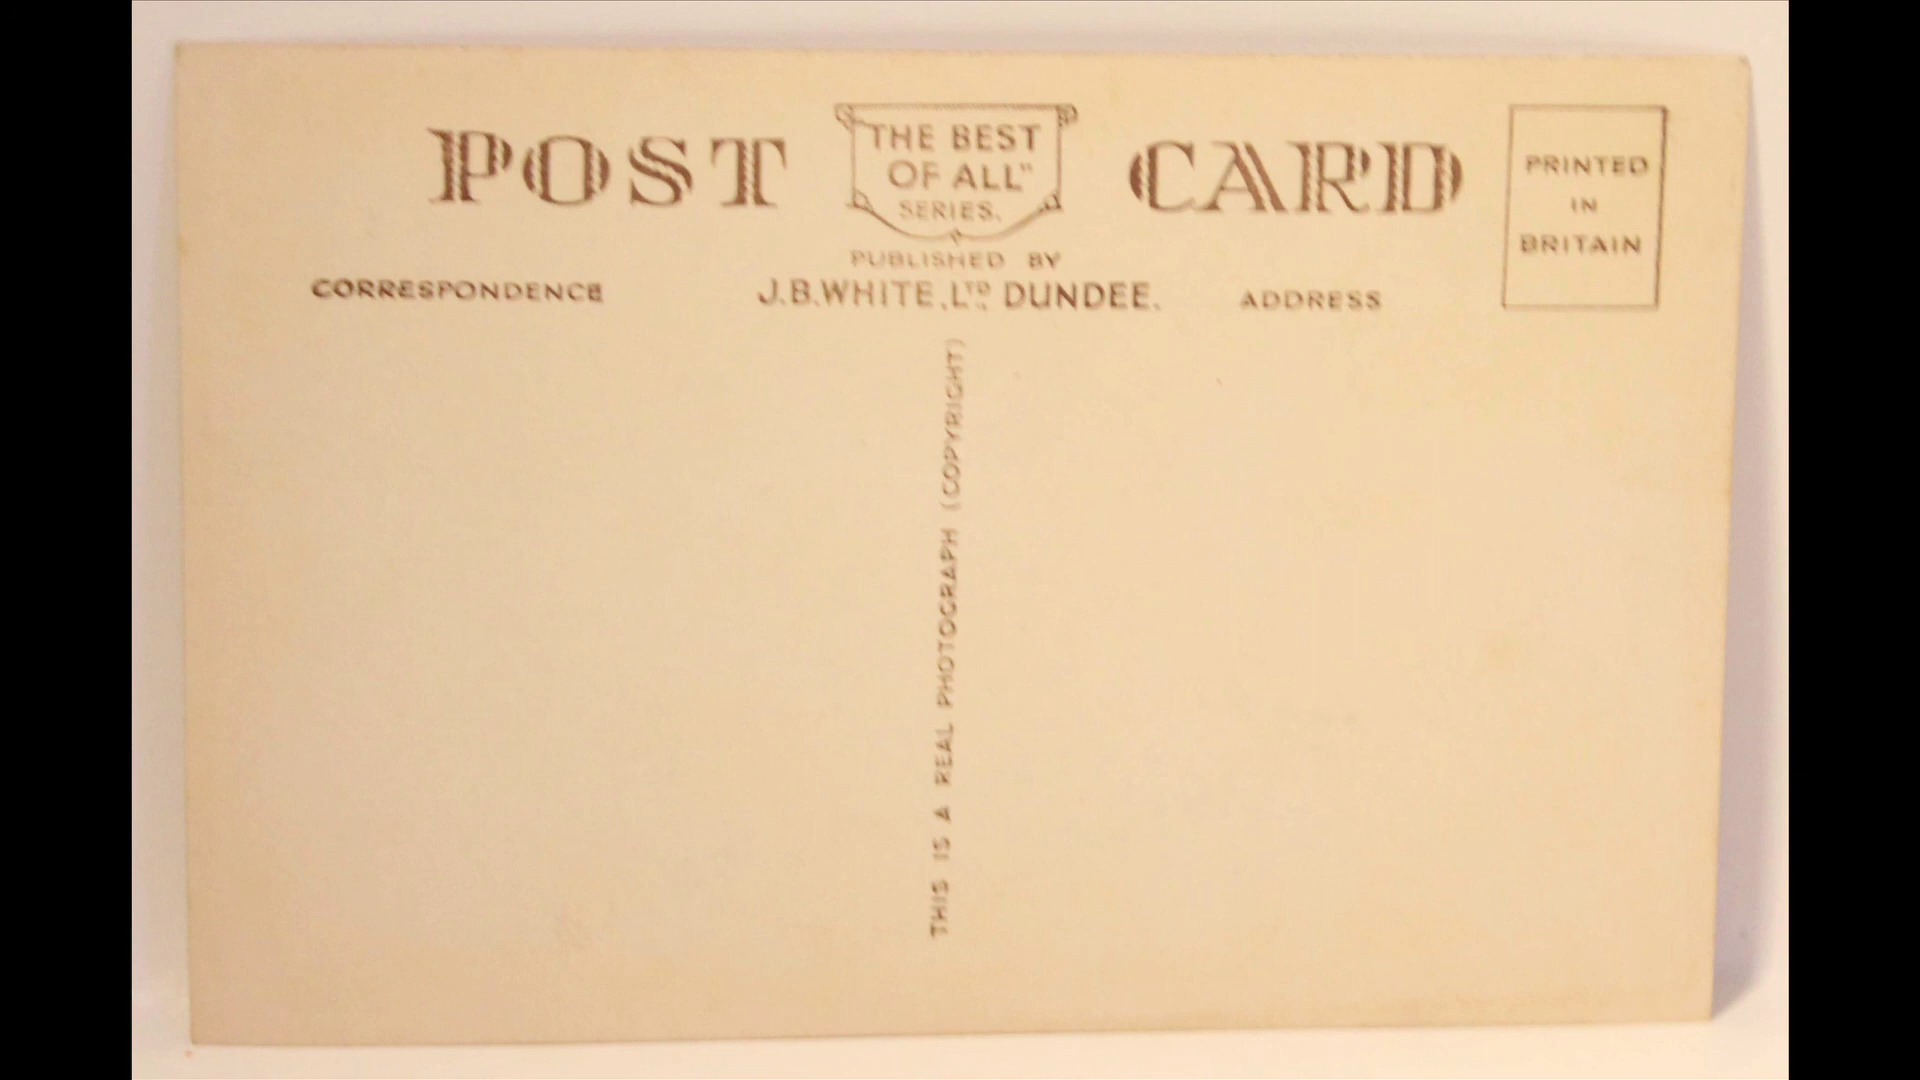 POST CARD
"THE BEST
OF ALL"
SERIES.
PUBLISHED BY
J.B.WHITE.LTD. DUNDEE.
PRINTED
IN
BRITAIN
CORRESPONDENCE
ADDRESS
THIS IS A REAL PHOTOGRAPH (COPYRIGHT)